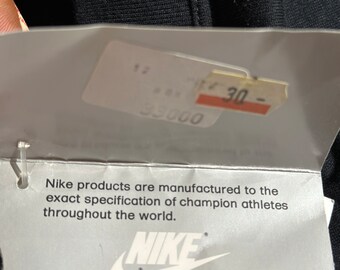 30.-
Nike products are manufactured to the
exact specification of champion athletes
throughout the world.
NIKE